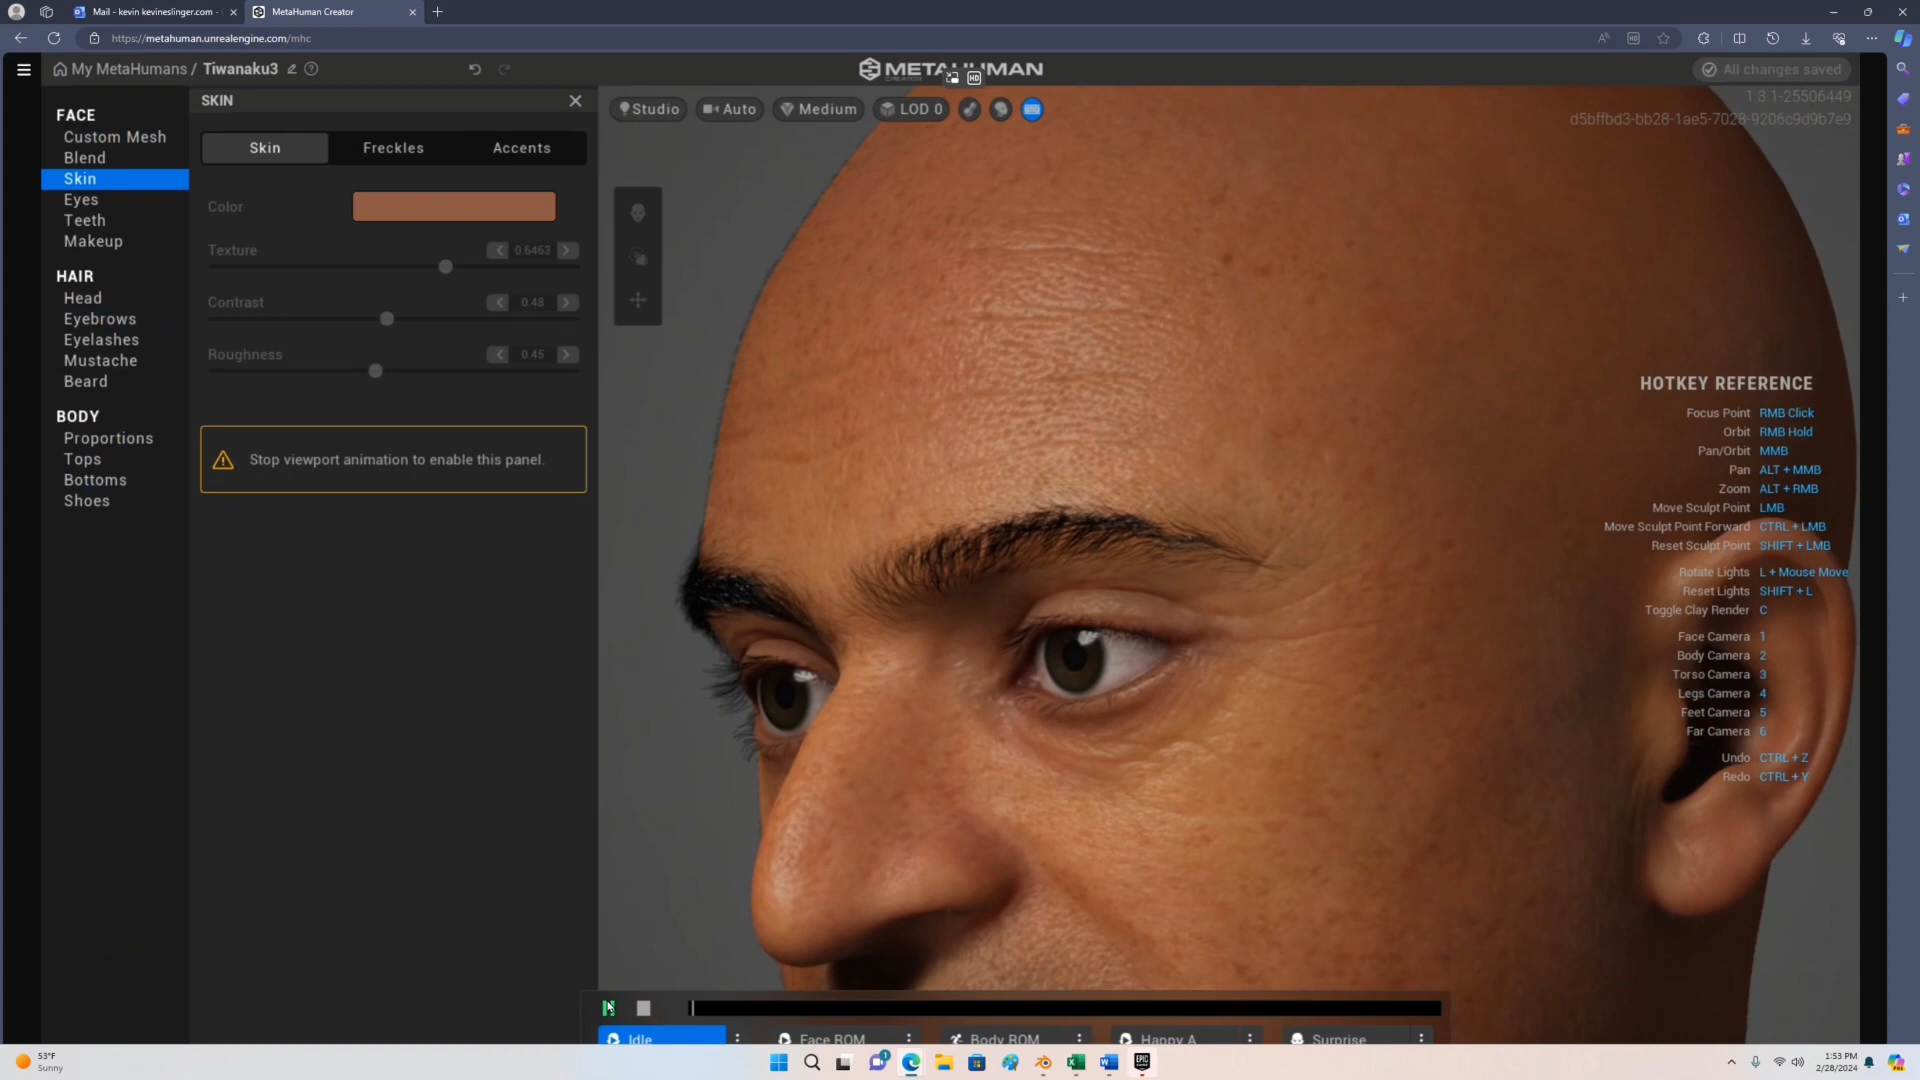 Mail - kevin kevineslinger.com -
MetaHuman Creator
https://metahuman.unrealengine.com/mhc
My MetaHumans / Tiwanaku3
METAHUMAN
CREATOR
All changes saved
FACE
Custom Mesh
Blend
Skin
Eyes
Teeth
Makeup
HAIR
Head
Eyebrows
Eyelashes
Mustache
Beard
BODY
Proportions
Tops
Bottoms
Shoes
SKIN
Skin Freckles Accents
Color
Texture 0.6463
Contrast 0.48
Roughness 0.45
Stop viewport animation to enable this panel.
Studio Auto Medium LOD 0
1.3.1-25506449
d5bffbd3-bb28-1ae5-7028-9206c9d9b7e9
HOTKEY REFERENCE
Focus Point RMB Click
Orbit RMB Hold
Pan/Orbit MMB
Pan ALT + MMB
Zoom ALT + RMB
Move Sculpt Point LMB
Move Sculpt Point Forward CTRL + LMB
Reset Sculpt Point SHIFT + LMB
Rotate Lights L + Mouse Move
Reset Lights SHIFT + L
Toggle Clay Render C
Face Camera 1
Body Camera 2
Torso Camera 3
Legs Camera 4
Feet Camera 5
Far Camera 6
Undo CTRL + Z
Redo CTRL + Y
Idle Face ROM Body ROM Happy A Surprise
53°F
Sunny
1:53 PM
2/28/2024